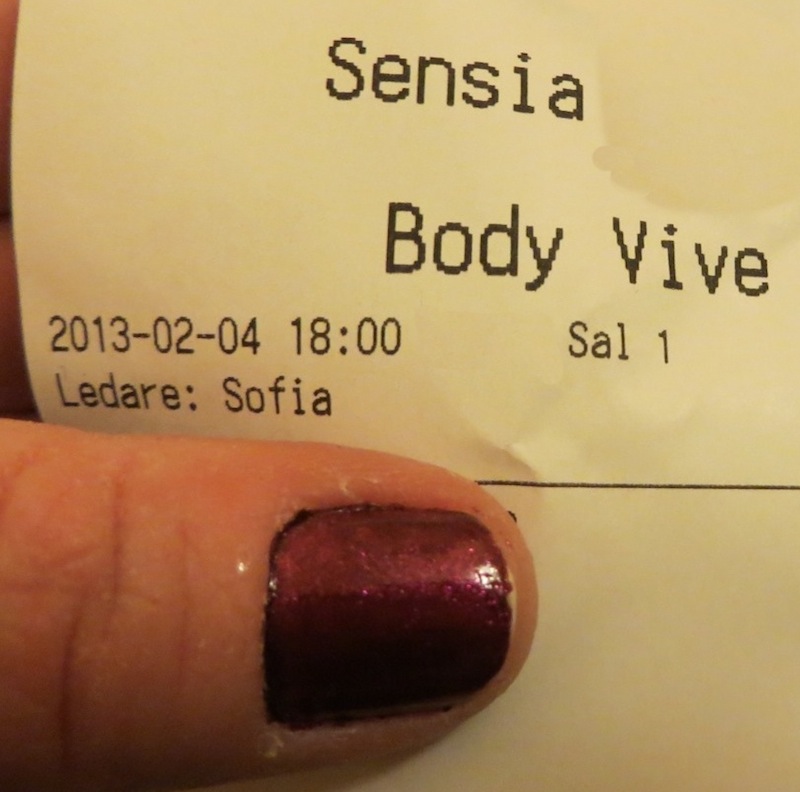 Sensia
Body Vive
2013-02-04 18:00 Sal 1
Ledare: Sofia